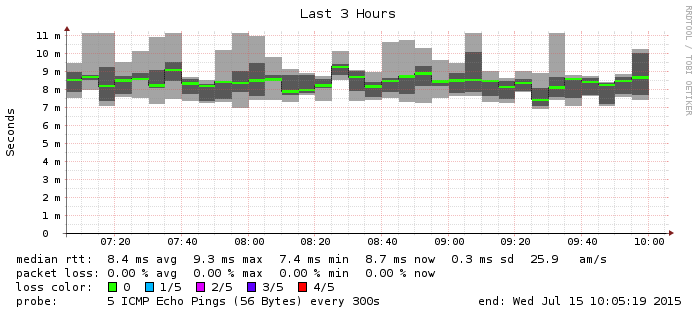 Last 3 Hours
RRDTOOL / TOBI OETIKER
Seconds
11 m
10 m
9 m
8 m
7 m
6 m
5 m
4 m
3 m
2 m
1 m
0
07:20 07:40 08:00 08:20 08:40 09:00 09:20 09:40 10:00
median rtt: 8.4 ms avg 9.3 ms max 7.4 ms min 8.7 ms now 0.3 ms sd 25.9 am/s
packet loss: 0.00 % avg 0.00 % max 0.00 % min 0.00 % now
loss color: 0 1/5 2/5 3/5 4/5
probe: 5 ICMP Echo Pings (56 Bytes) every 300s end: Wed Jul 15 10:05:19 2015